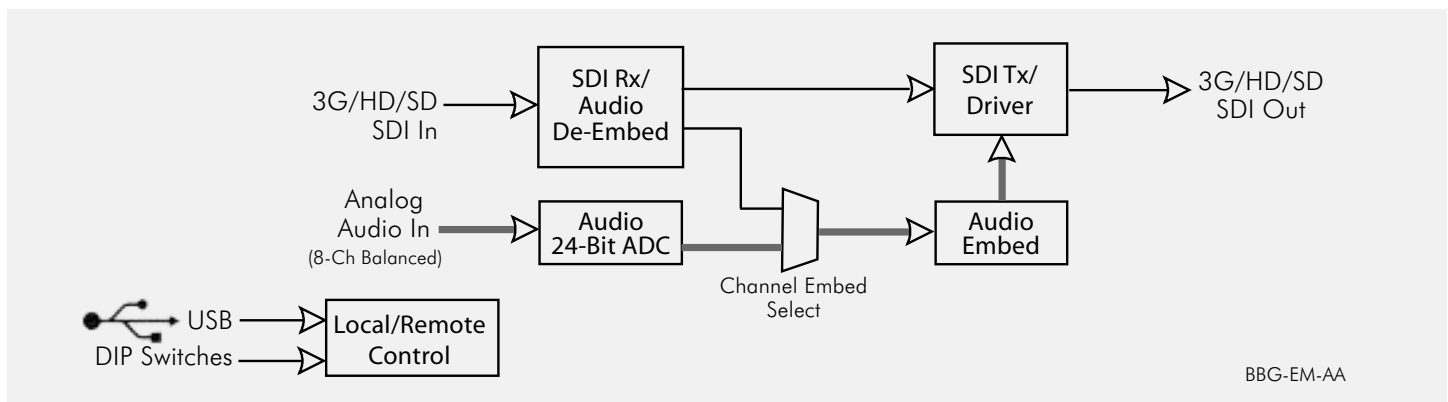 3G/HD/SD
SDI In
SDI Rx/
Audio
De-Embed
SDI Tx/
Driver
3G/HD/SD
SDI Out
Analog
Audio In
(8-Ch Balanced)
Audio
24-Bit ADC
Channel Embed
Select
Audio
Embed
USB
DIP Switches
Local/Remote
Control
BBG-EM-AA